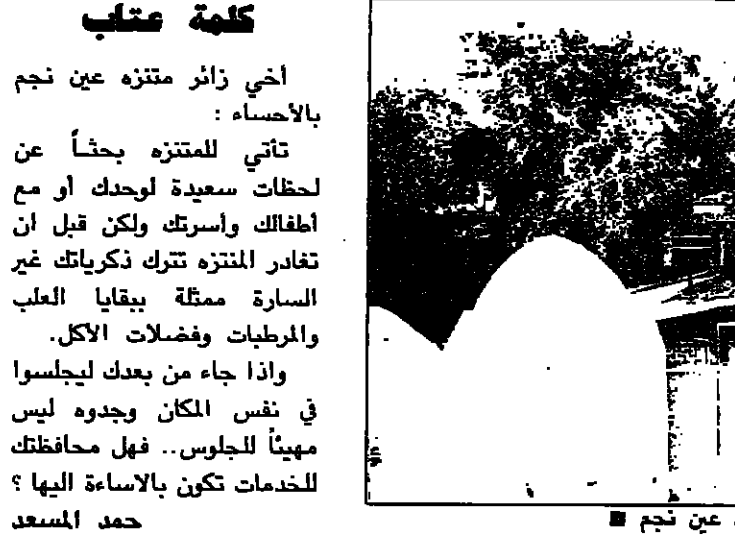 كلمة عتاب
أخي زائر متنزه عين نجم
بالأحساء :
تأتي للمتنزه بحثـاً عن
لحظات سعيدة لوحدك أو مع
أطفالك وأسرتك ولكن قبل ان
تغادر المنتزه تترك ذكرياتك غير
السارة ممثلة ببقايا العلب
والمرطبات وفضلات الأكل.
واذا جاء من بعدك ليجلسوا
في نفس المكان وجدوه ليس
مهيئاً للجلوس.. فهل محافظتك
للخدمات تكون بالاساءة اليها ؟
حمد المسعد
عين نجم